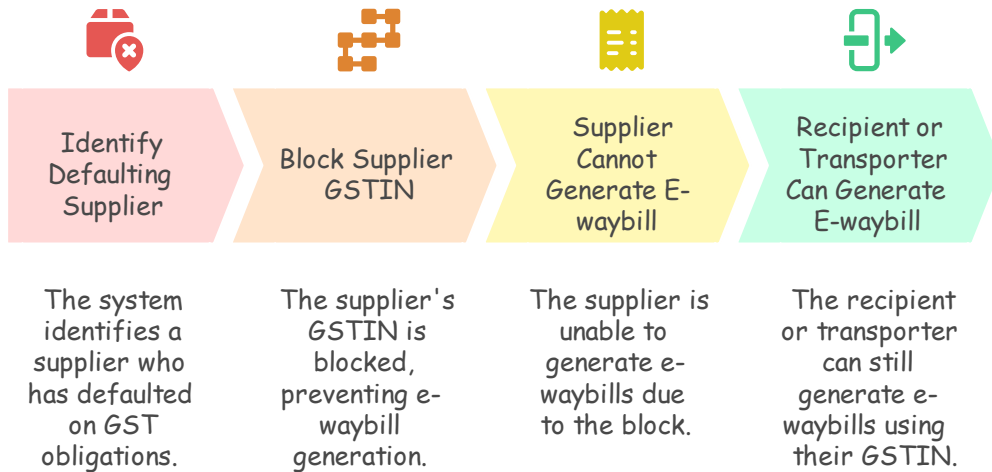 Identify
Defaulting
Supplier
Block Supplier
GSTIN
Supplier
Cannot
Generate E-
waybill
Recipient or
Transporter
Can Generate
E-waybill
The system
identifies a
supplier who
has defaulted
on GST
obligations.
The supplier's
GSTIN is
blocked,
preventing e-
waybill
generation.
The supplier is
unable to
generate e-
waybills due
to the block.
The recipient
or transporter
can still
generate e-
waybills using
their GSTIN.